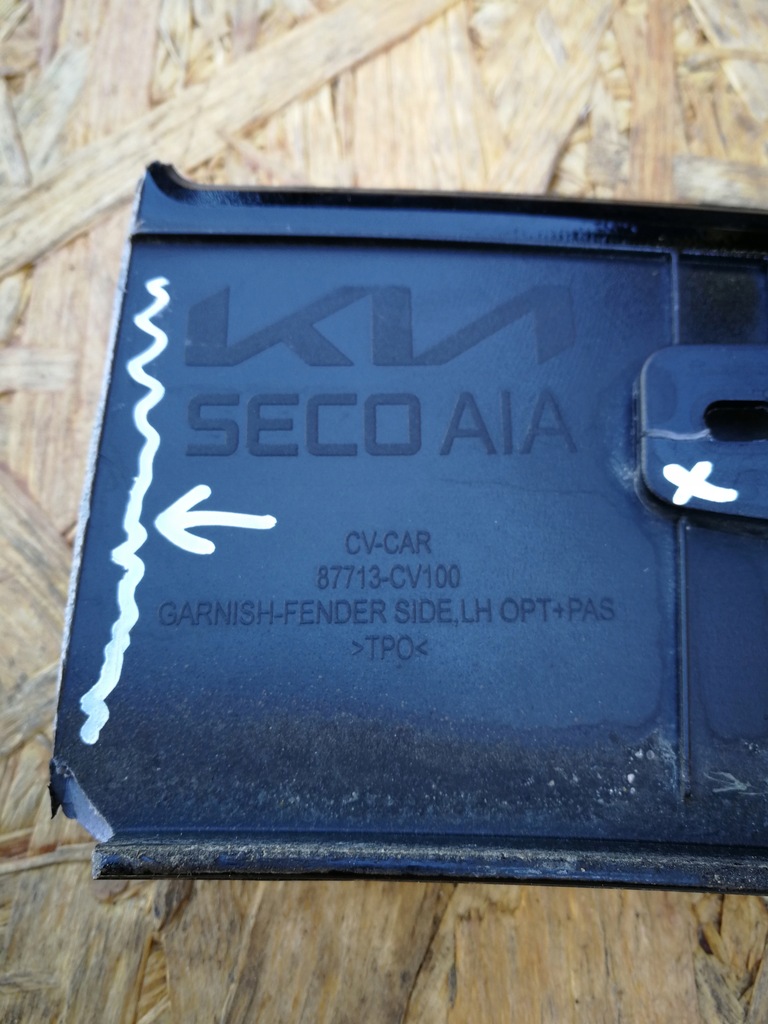 KIA
SECO AIA
CV-CAR
87713-CV100
GARNISH-FENDER SIDE,LH OPT+PAS
>TPO<
X